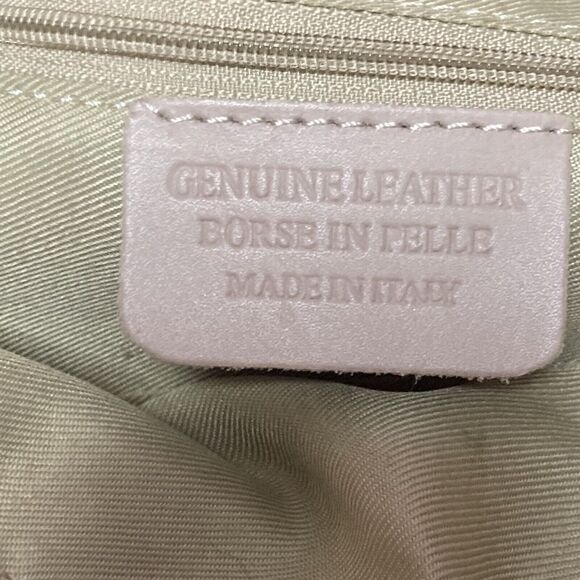 GENUINE LEATHER
BORSE IN PELLE
MADE IN ITALY